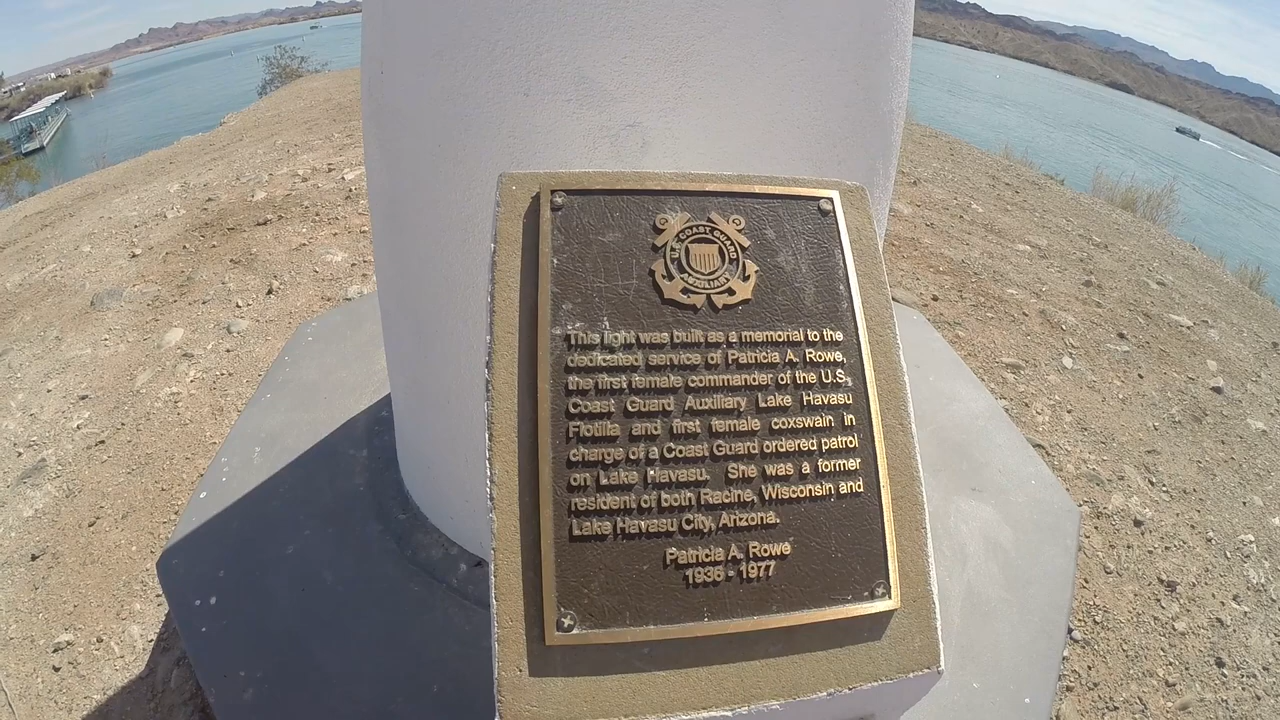 U.S. COAST GUARD
AUXILIARY
This light was built as a memorial to the
dedicated service of Patricia A. Rowe,
the first female commander of the U.S.
Coast Guard Auxiliary Lake Havasu
Flotilla and first female coxswain in
charge of a Coast Guard ordered patrol
on Lake Havasu. She was a former
resident of both Racine, Wisconsin and
Lake Havasu City, Arizona.
Patricia A. Rowe
1936 - 1977